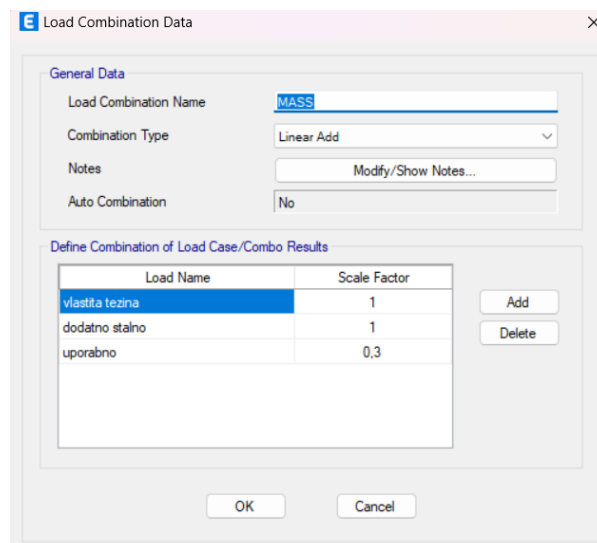 E Load Combination Data
General Data
Load Combination Name MASS
Combination Type Linear Add
Notes Modify/Show Notes...
Auto Combination No
Define Combination of Load Case/Combo Results
Load Name Scale Factor
vlastita tezina 1 Add
dodatno stalno 1 Delete
uporabno 0,3
OK Cancel